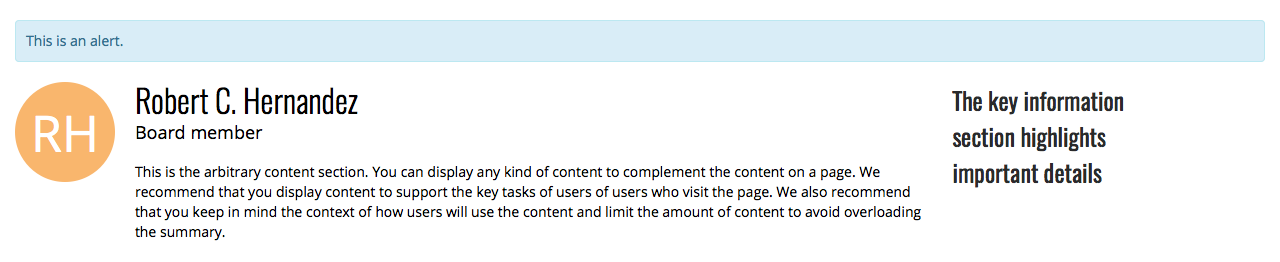 This is an alert.
RH
Robert C. Hernandez
Board member
This is the arbitrary content section. You can display any kind of content to complement the content on a page. We
recommend that you display content to support the key tasks of users of users who visit the page. We also recommend
that you keep in mind the context of how users will use the content and limit the amount of content to avoid overloading
the summary.
The key information
section highlights
important details